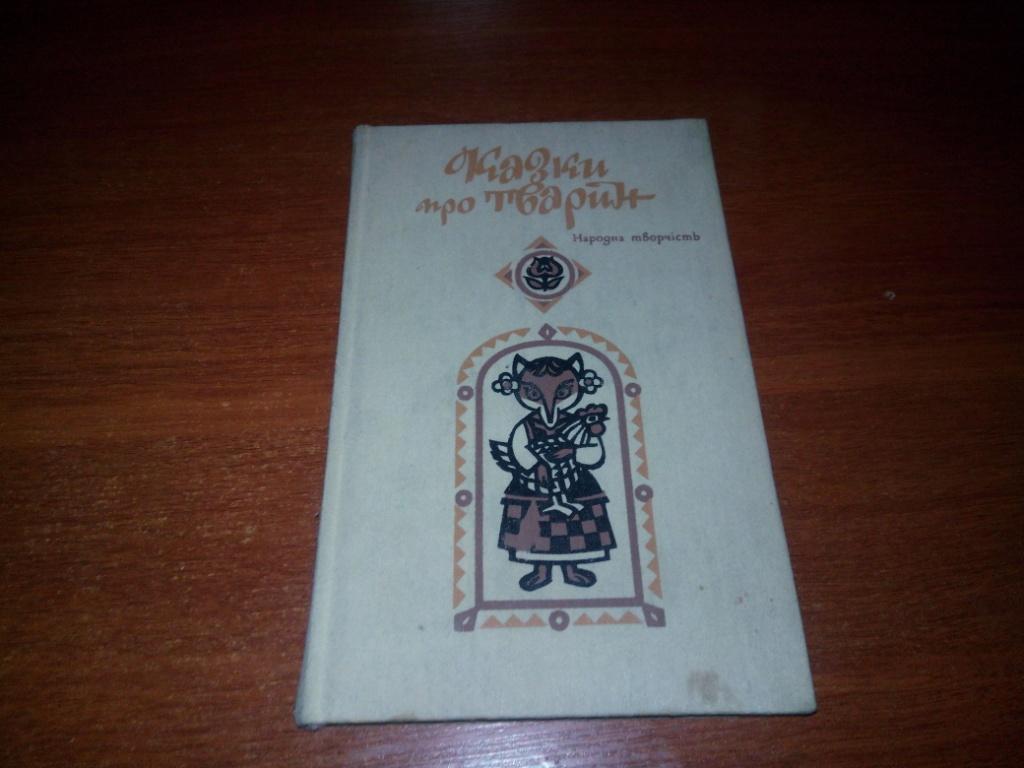 Казки
про тварин
Народна творчість